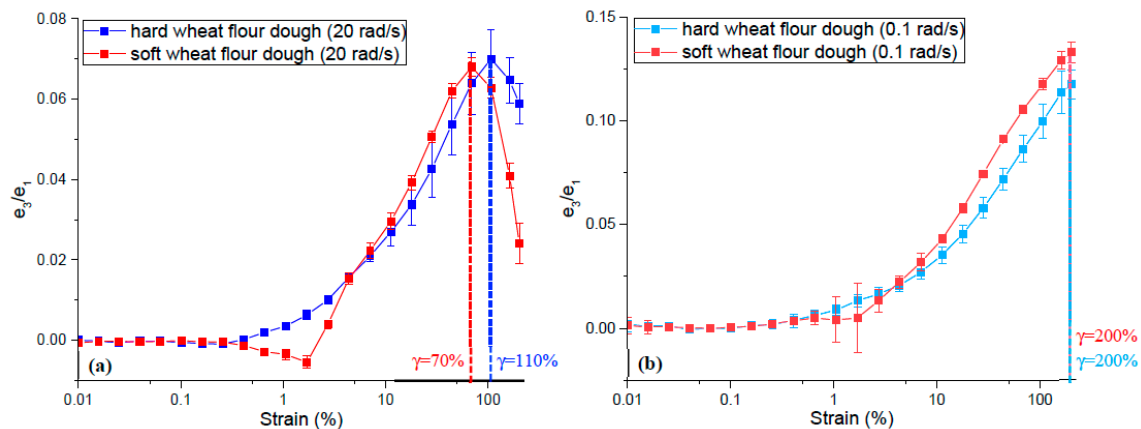 hard wheat flour dough (20 rad/s)
soft wheat flour dough (20 rad/s)
0.08
0.06
0.04
0.02
0.00
e3/e1
(a)
γ=70%
γ=110%
0.01
0.1
1
10
100
Strain (%)
hard wheat flour dough (0.1 rad/s)
soft wheat flour dough (0.1 rad/s)
0.15
0.10
0.05
0.00
e3/e1
(b)
γ=200%
γ=200%
0.01
0.1
1
10
100
Strain (%)